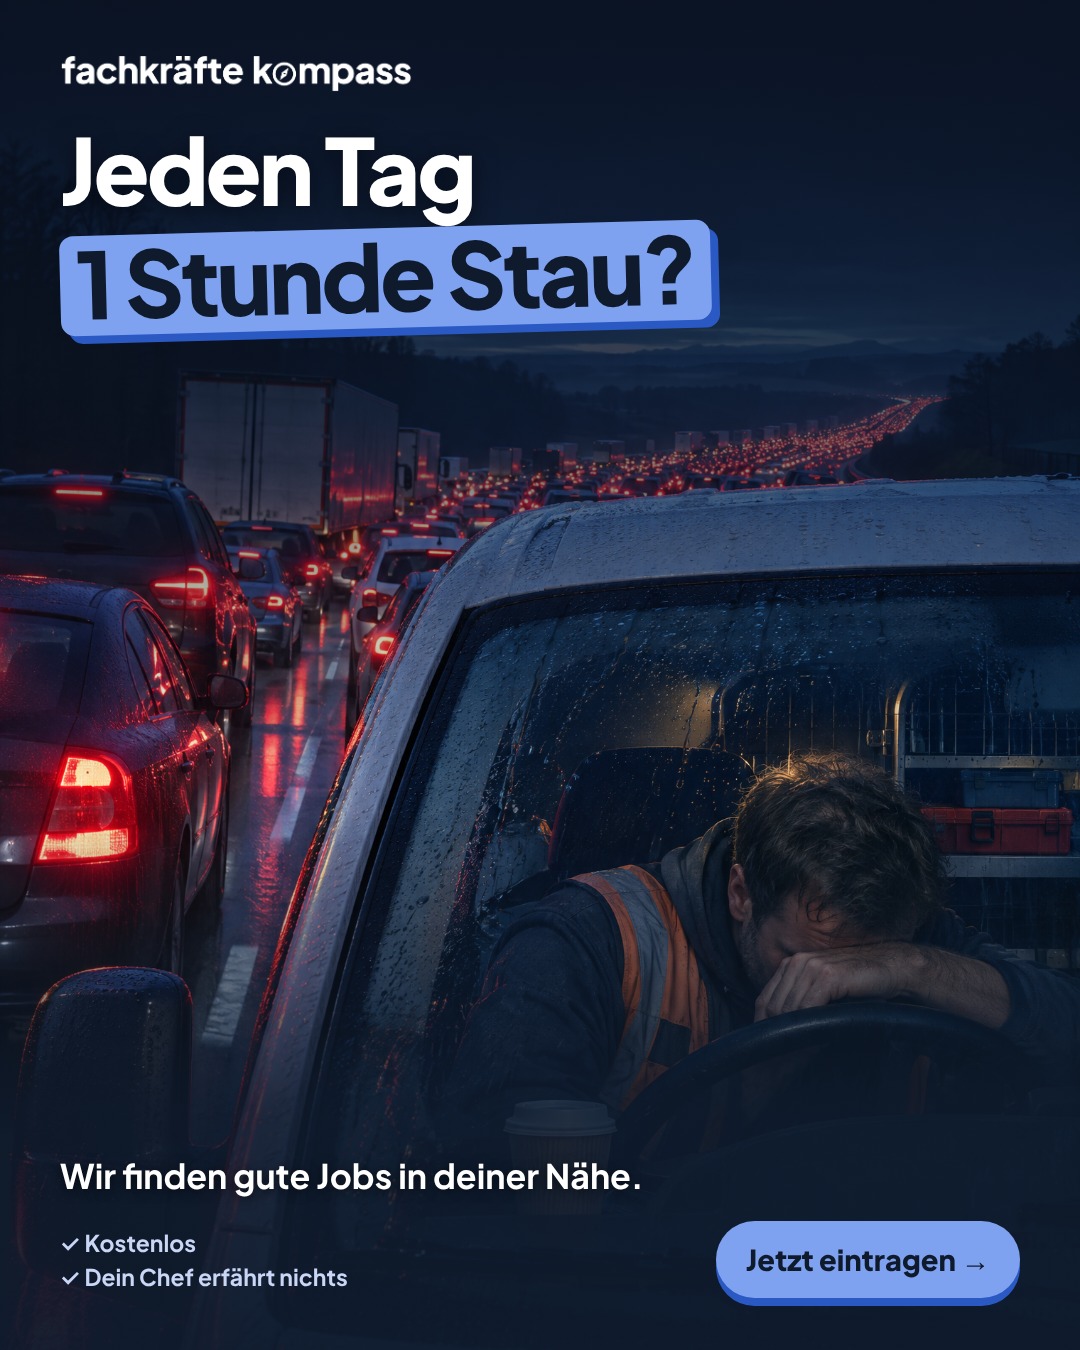 fachkräfte kompass
Jeden Tag
1 Stunde Stau?
Wir finden gute Jobs in deiner Nähe.
✓ Kostenlos
✓ Dein Chef erfährt nichts
Jetzt eintragen →